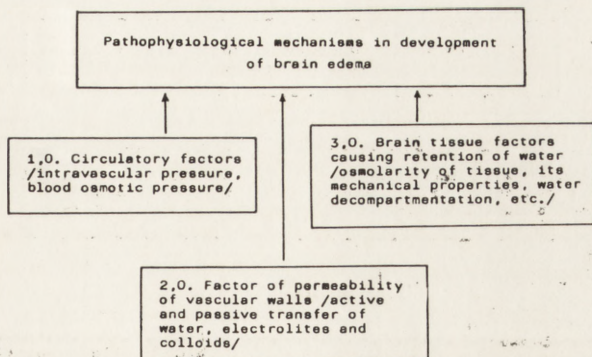 Pathophysiological mechanisms in development
of brain edema
1,0. Circulatory factors
/intravascular pressure,
blood osmotic pressure/
3,0. Brain tissue factors
causing retention of water
/osmolarity of tissue, its
mechanical properties, water
decompartmentation, etc./
2,0. Factor of permeability
of vascular walls /active
and passive transfer of
water, electrolites and
colloids/